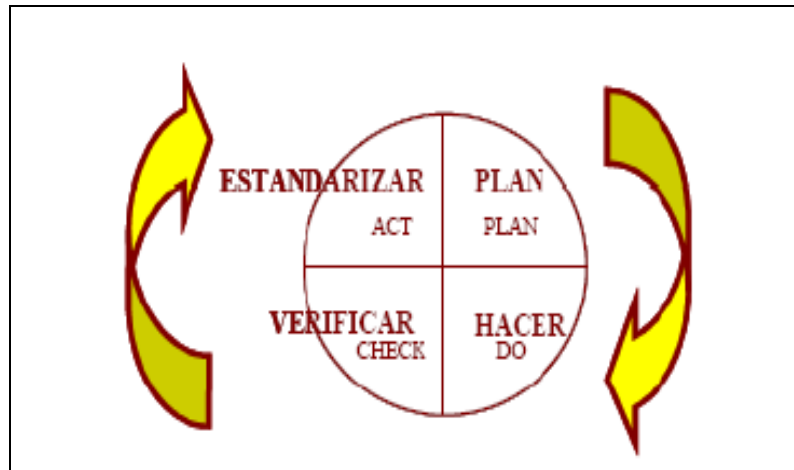 ESTANDARIZAR PLAN
ACT PLAN
VERIFICAR HACER
CHECK DO